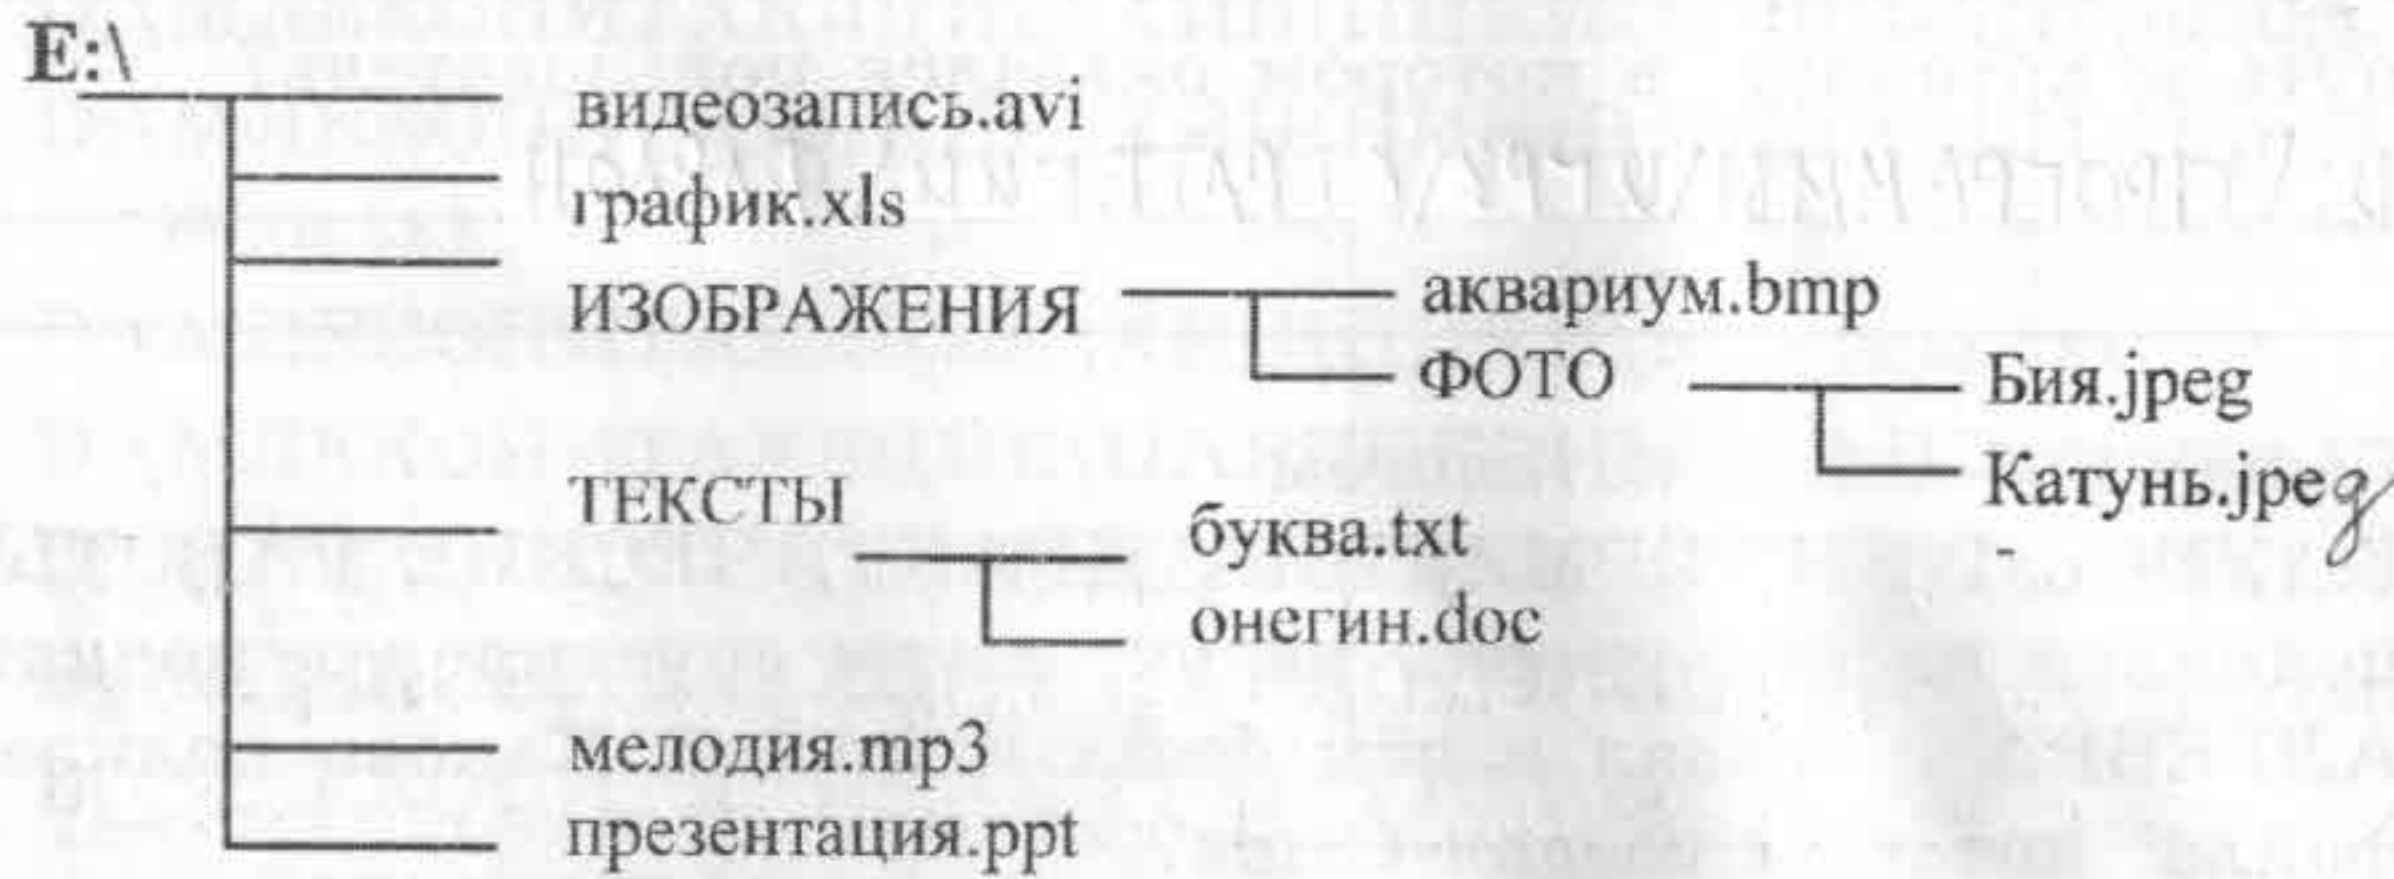 E:\
видеозапись.avi
график.xls
ИЗОБРАЖЕНИЯ
аквариум.bmp
ФОТО
Бия.jpeg
Катунь.jpeg
ТЕКСТЫ
буква.txt
онегин.doc
мелодия.mp3
презентация.ppt